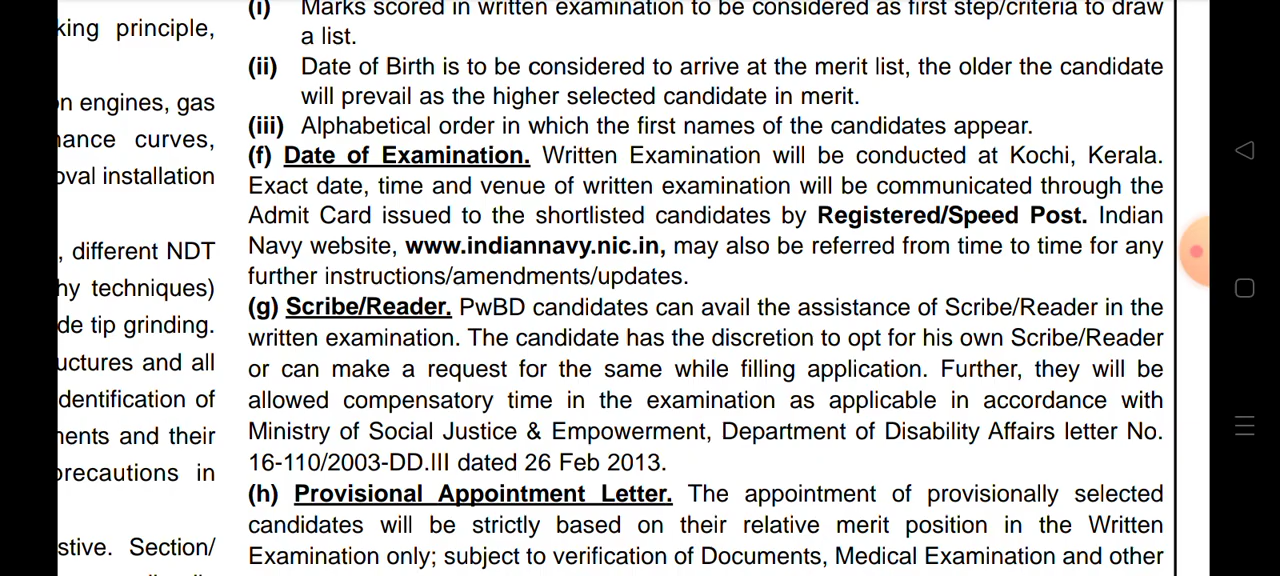 king principle,
n engines, gas
ance curves,
oval installation
, different NDT
hy techniques)
de tip grinding.
uctures and all
dentification of
nents and their
precautions in
stive. Section/
(i) Marks scored in written examination to be considered as first step/criteria to draw
a list.
(ii) Date of Birth is to be considered to arrive at the merit list, the older the candidate
will prevail as the higher selected candidate in merit.
(iii) Alphabetical order in which the first names of the candidates appear.
(f) Date of Examination. Written Examination will be conducted at Kochi, Kerala.
Exact date, time and venue of written examination will be communicated through the
Admit Card issued to the shortlisted candidates by Registered/Speed Post. Indian
Navy website, www.indiannavy.nic.in, may also be referred from time to time for any
further instructions/amendments/updates.
(g) Scribe/Reader. PwBD candidates can avail the assistance of Scribe/Reader in the
written examination. The candidate has the discretion to opt for his own Scribe/Reader
or can make a request for the same while filling application. Further, they will be
allowed compensatory time in the examination as applicable in accordance with
Ministry of Social Justice & Empowerment, Department of Disability Affairs letter No.
16-110/2003-DD.III dated 26 Feb 2013.
(h) Provisional Appointment Letter. The appointment of provisionally selected
candidates will be strictly based on their relative merit position in the Written
Examination only; subject to verification of Documents, Medical Examination and other